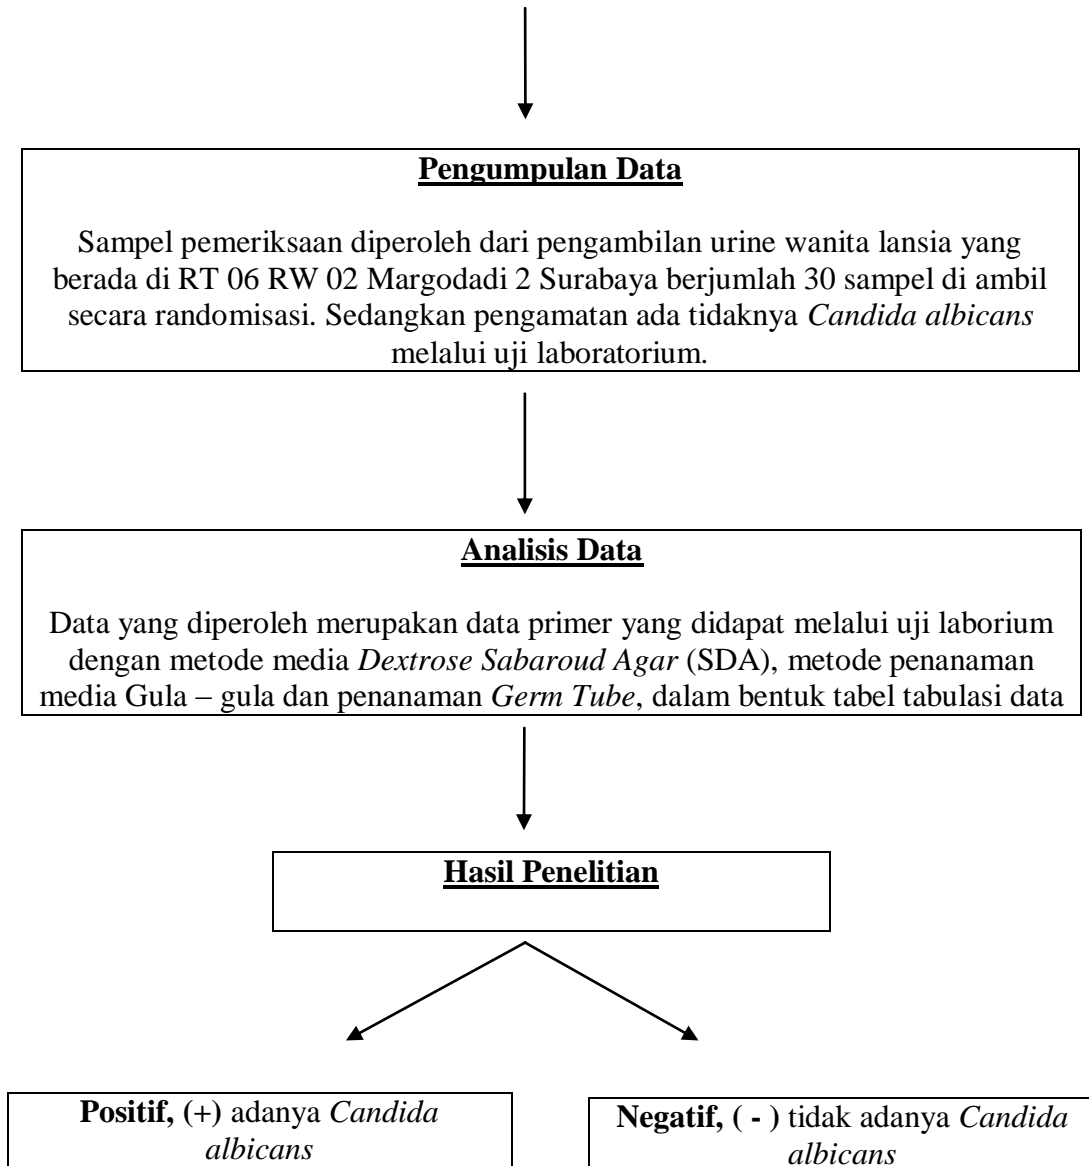 Pengumpulan Data
Sampel pemeriksaan diperoleh dari pengambilan urine wanita lansia yang
berada di RT 06 RW 02 Margodadi 2 Surabaya berjumlah 30 sampel di ambil
secara randomisasi. Sedangkan pengamatan ada tidaknya Candida albicans
melalui uji laboratorium.
Analisis Data
Data yang diperoleh merupakan data primer yang didapat melalui uji laborium
dengan metode media Dextrose Sabaroud Agar (SDA), metode penanaman
media Gula – gula dan penanaman Germ Tube, dalam bentuk tabel tabulasi data
Hasil Penelitian
Positif, (+) adanya Candida
albicans
Negatif, ( - ) tidak adanya Candida
albicans